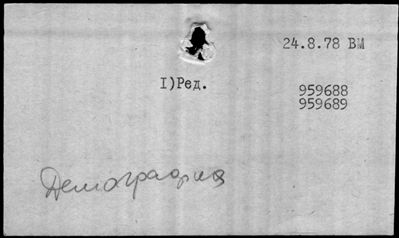 24.8.78 ВМ
I)Ред.
959688
959689
Демография